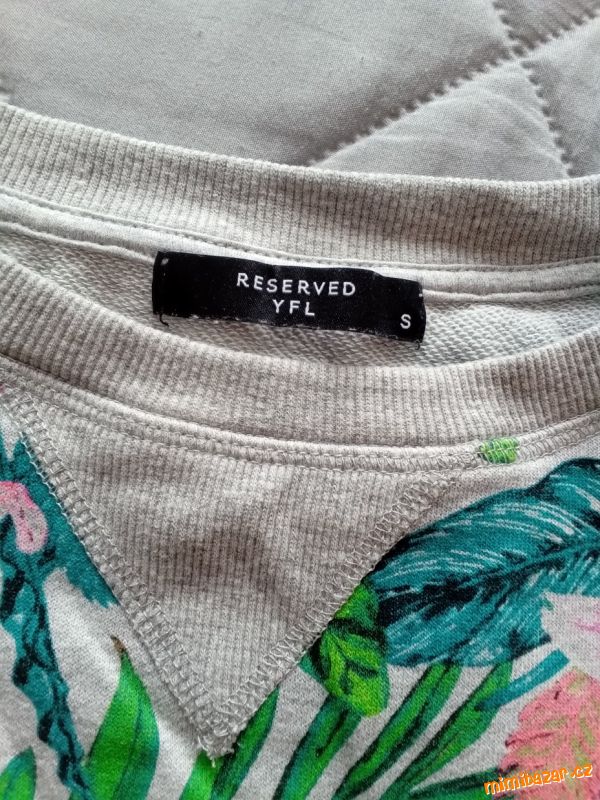 RESERVED
YFL
S
mimibazar.cz